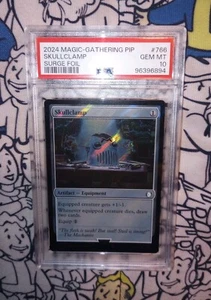 2024 MAGIC-GATHERING PIP #766
SKULLCLAMP GEM MT
SURGE FOIL 10
PSA 96396894
Skullclamp
Artifact — Equipment
Equipped creature gets +1/-1.
Whenever equipped creature dies, draw
two cards.
Equip